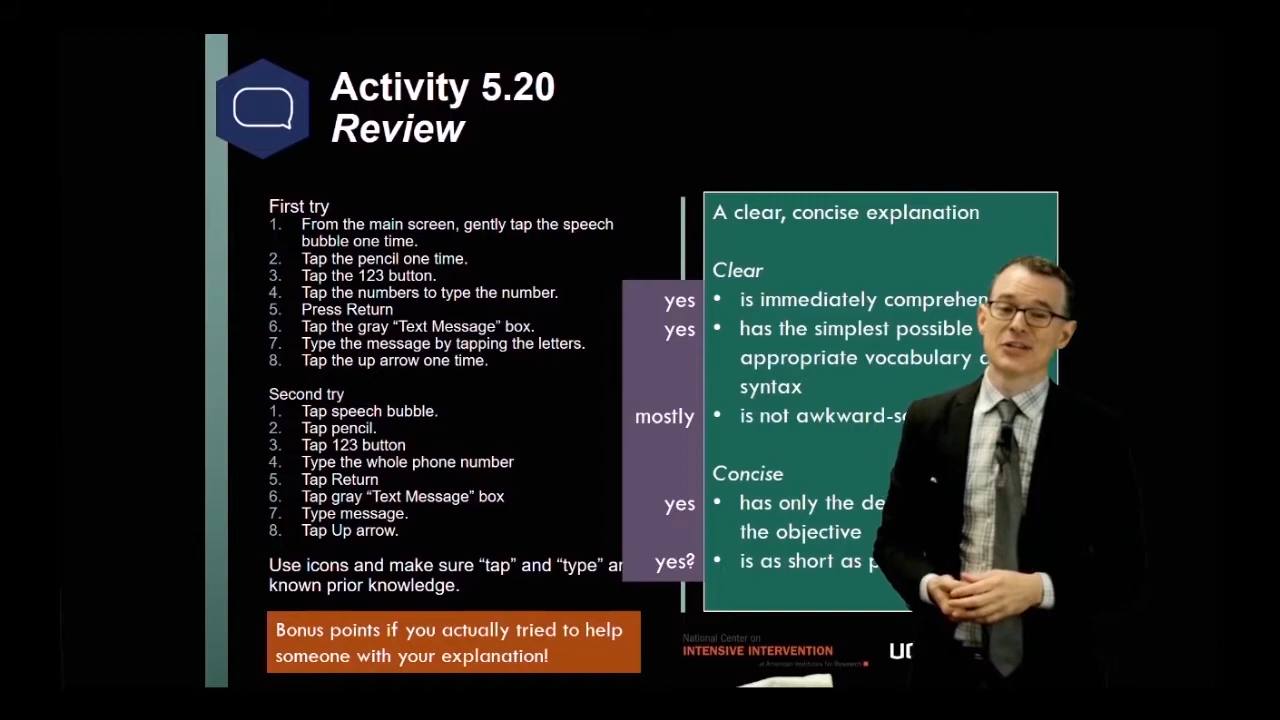 Activity 5.20
Review
First try
1. From the main screen, gently tap the speech
bubble one time.
2. Tap the pencil one time.
3. Tap the 123 button.
4. Tap the numbers to type the number.
5. Press Return
6. Tap the gray “Text Message” box.
7. Type the message by tapping the letters.
8. Tap the up arrow one time.
Second try
1. Tap speech bubble.
2. Tap pencil.
3. Tap 123 button
4. Type the whole phone number
5. Tap Return
6. Tap gray “Text Message” box
7. Type message.
8. Tap Up arrow.
Use icons and make sure “tap” and “type”
known prior knowledge.
Bonus points if you actually tried to help
someone with your explanation!
A clear, concise explanation
Clear
yes • is immediately
yes • has the simplest possible
appropriate vocabulary
syntax
mostly • is not
Concise
yes • has only the
the objective
yes? • is as short as
National Center on
INTENSIVE INTERVENTION
at American Institutes for Research